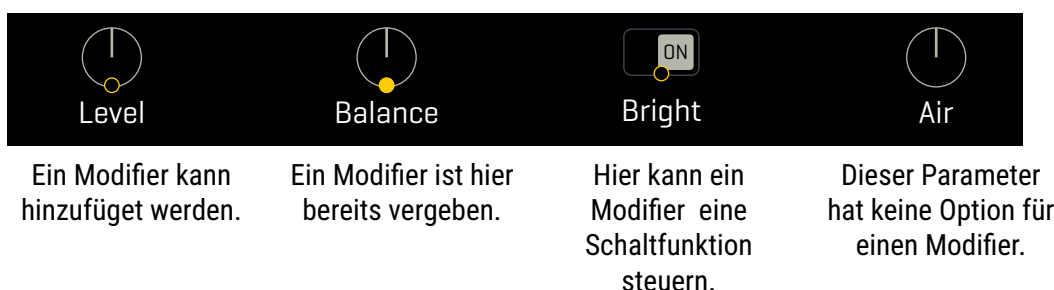 ON
Level
Balance
Bright
Air
Ein Modifier kann
hinzufüget werden.
Ein Modifier ist hier
bereits vergeben.
Hier kann ein
Modifier eine
Schaltfunktion
steuern.
Dieser Parameter
hat keine Option für
einen Modifier.